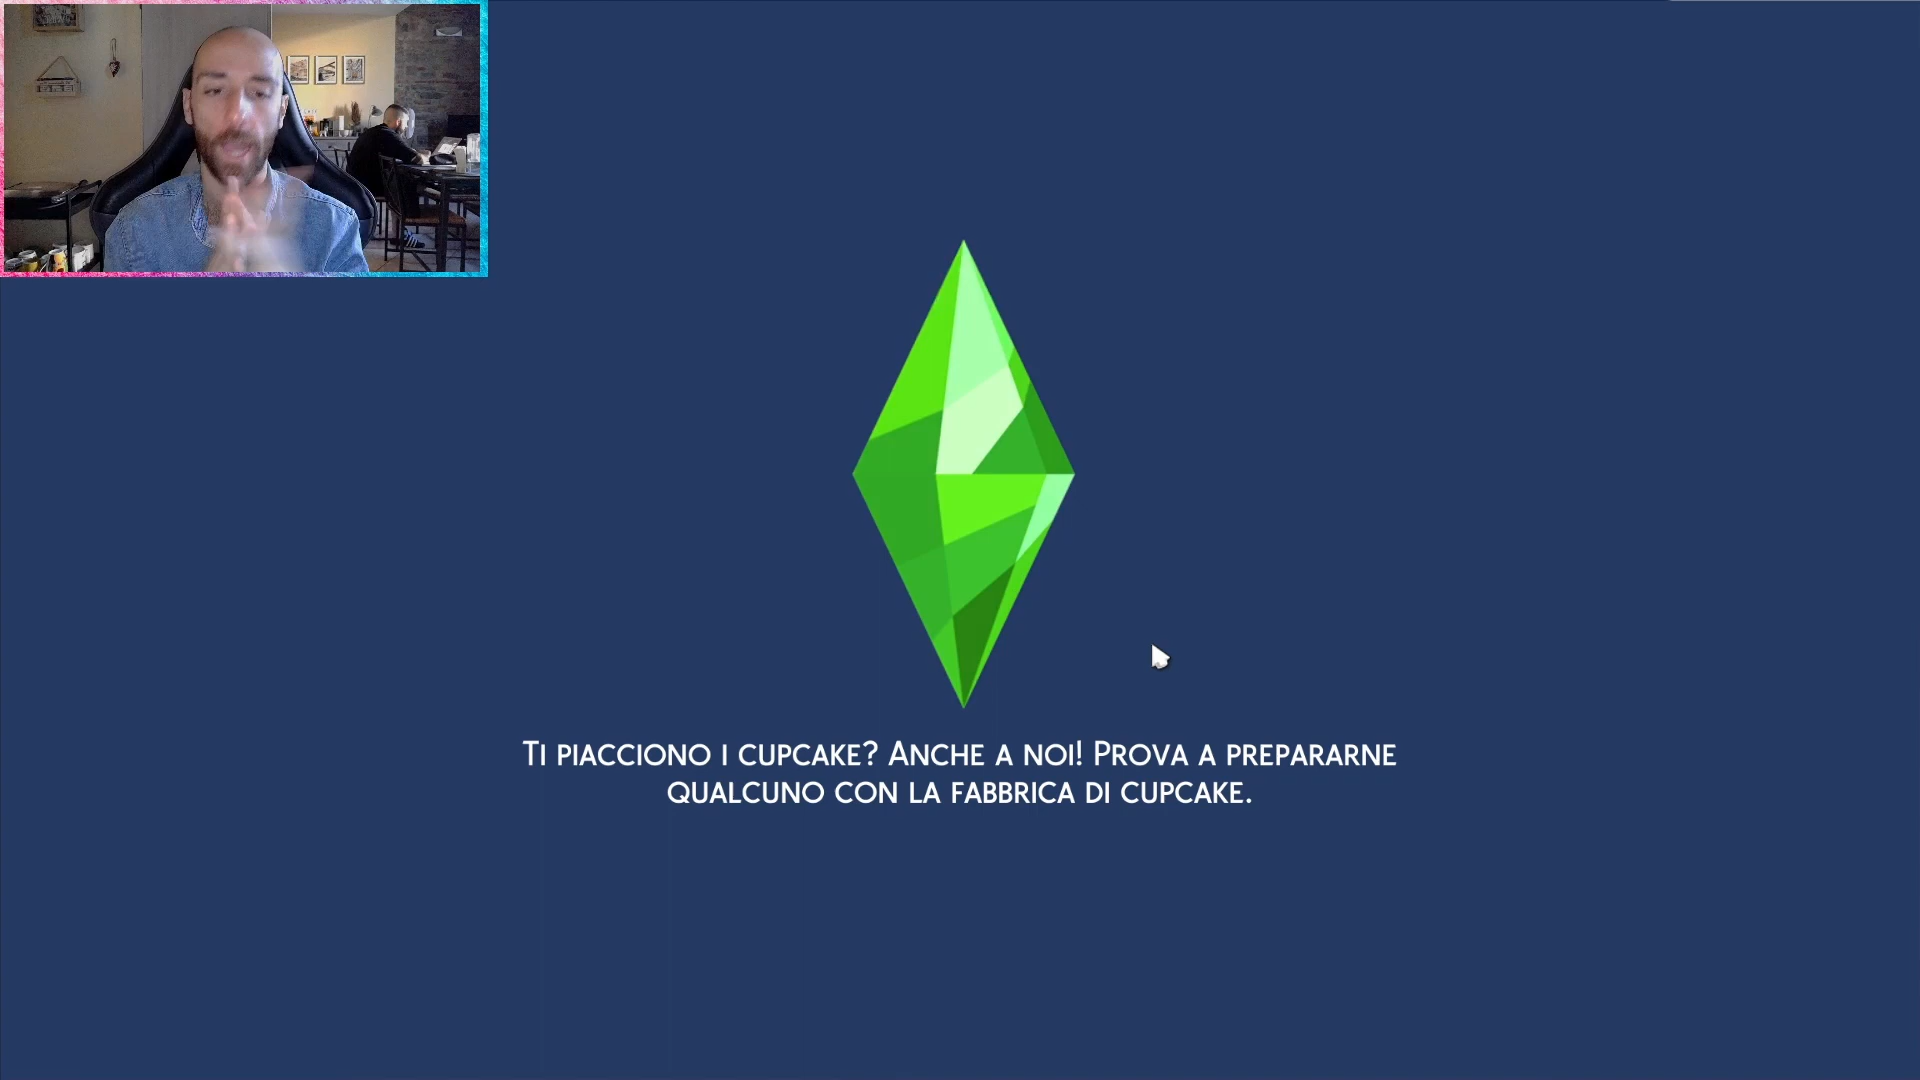 Ti piacciono i cupcake? Anche a noi! Prova a prepararne
qualcuno con la fabbrica di cupcake.